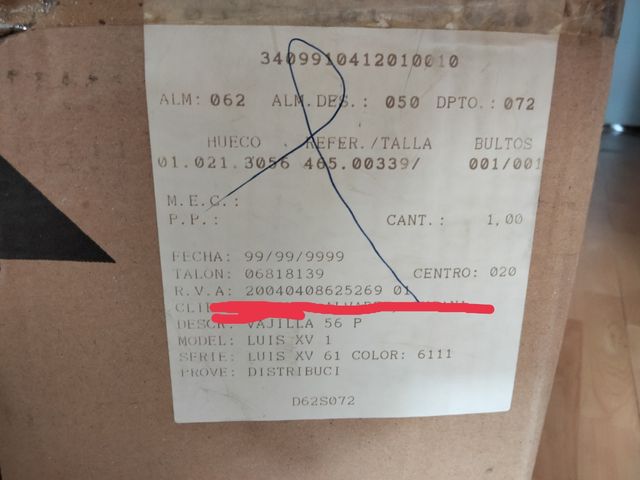 3409910412010010
ALM: 062 ALM.DES.: 050 DPTO.: 072
HUECO REFER./TALLA BULTOS
01.021.3056 465.00339/ 001/001
M.E.C.:
P.P.: CANT.: 1,00
FECHA: 99/99/9999
TALON: 06818139 CENTRO: 020
R.V.A: 20040408625269 01
DESCR: VAJILLA 56 P
MODEL: LUIS XV 1
SERIE: LUIS XV 61 COLOR: 6111
PROVE: DISTRIBUCI
D62S072